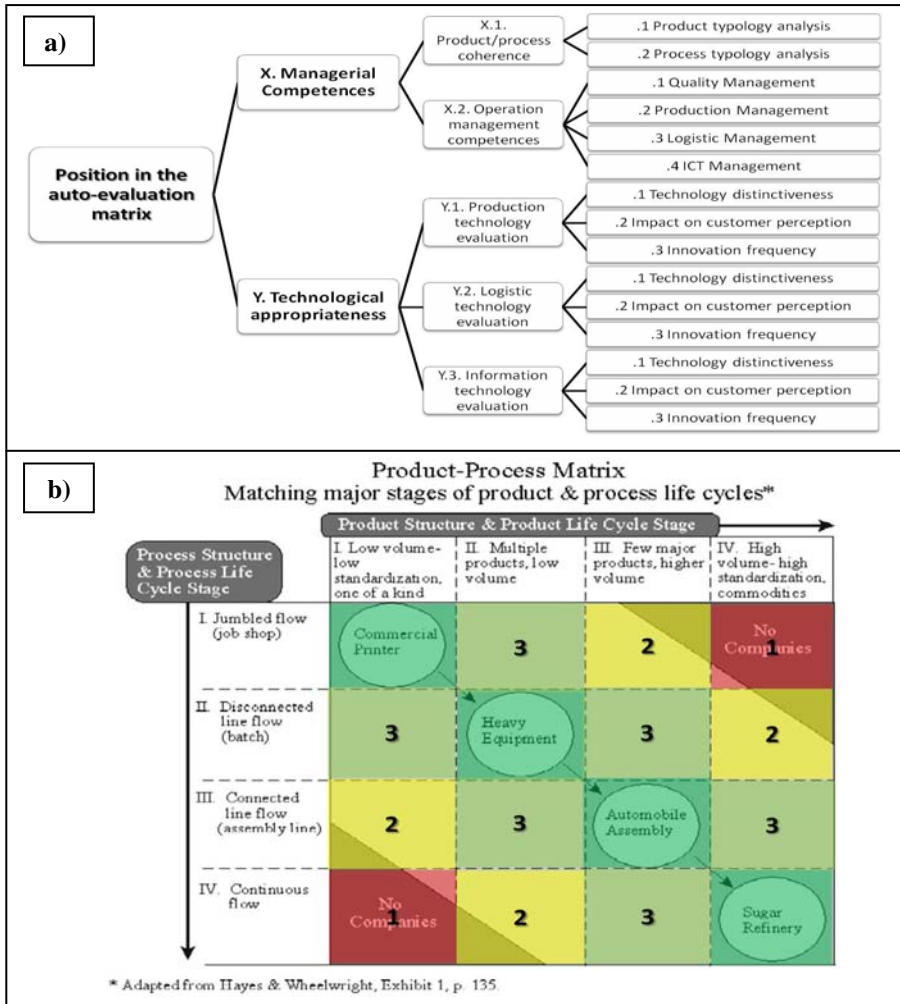 a)
Position in the
auto-evaluation
matrix
X. Managerial
Competences
X.1.
Product/process
coherence
.1 Product typology analysis
.2 Process typology analysis
X.2. Operation
management
competences
.1 Quality Management
.2 Production Management
.3 Logistic Management
.4 ICT Management
Y. Technological
appropriateness
Y.1. Production
technology
evaluation
.1 Technology distinctiveness
.2 Impact on customer perception
.3 Innovation frequency
Y.2. Logistic
technology
evaluation
.1 Technology distinctiveness
.2 Impact on customer perception
.3 Innovation frequency
Y.3. Information
technology
evaluation
.1 Technology distinctiveness
.2 Impact on customer perception
.3 Innovation frequency
b)
Product-Process Matrix
Matching major stages of product & process life cycles*
Product Structure & Product Life Cycle Stage
Process Structure
& Process Life
Cycle Stage
I. Low volume-
low
standardization,
one of a kind
II. Multiple
products, low
volume
III. Few major
products, higher
volume
IV. High
volume- high
standardization,
commodities
I. Jumbled flow
(job shop)
Commercial
Printer
3
2
No
Companies
1
II. Disconnected
line flow
(batch)
3
Heavy
Equipment
3
2
III. Connected
line flow
(assembly line)
2
3
Automobile
Assembly
3
IV. Continuous
flow
No
Companies
1
2
3
Sugar
Refinery
* Adapted from Hayes & Wheelwright, Exhibit 1, p. 135.